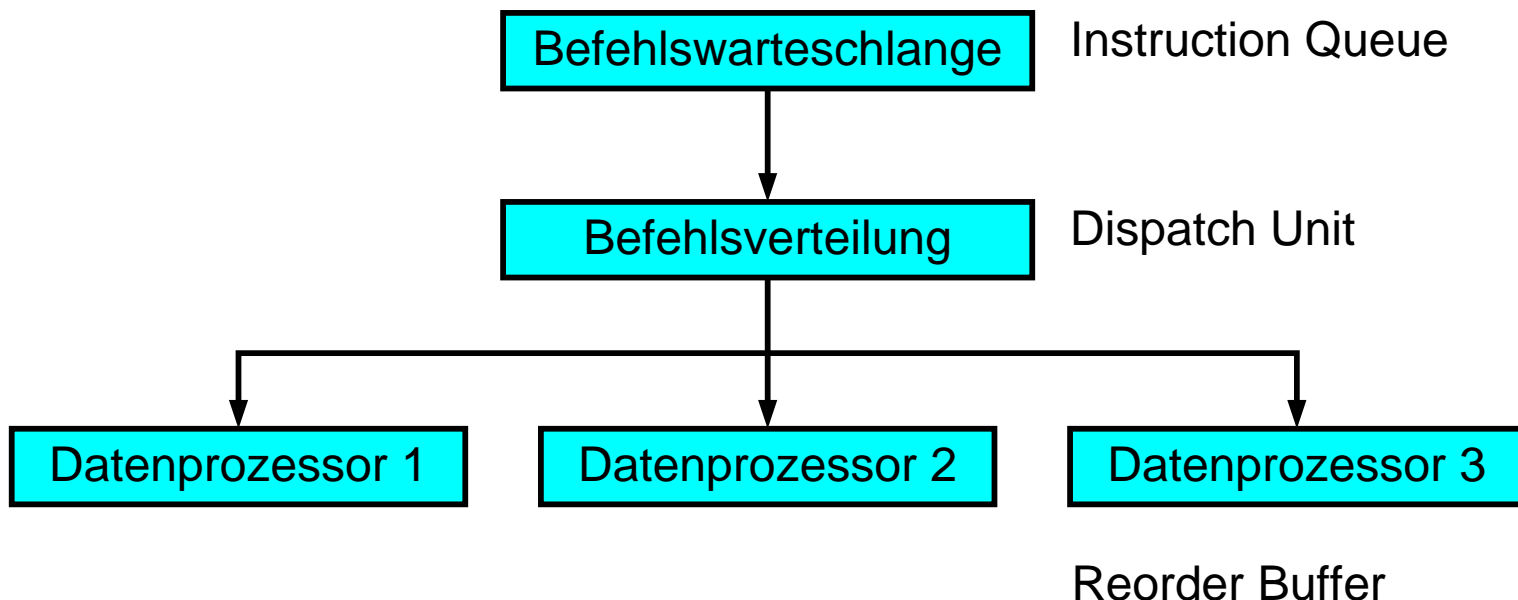 Befehlswarteschlange
Instruction Queue
Befehlsverteilung
Dispatch Unit
Datenprozessor 1
Datenprozessor 2
Datenprozessor 3
Reorder Buffer